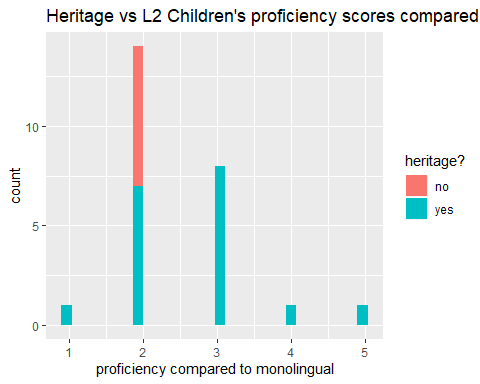 Heritage vs L2 Children's proficiency scores compared
10
5
0
count
1 2 3 4 5
proficiency compared to monolingual
heritage?
no
yes